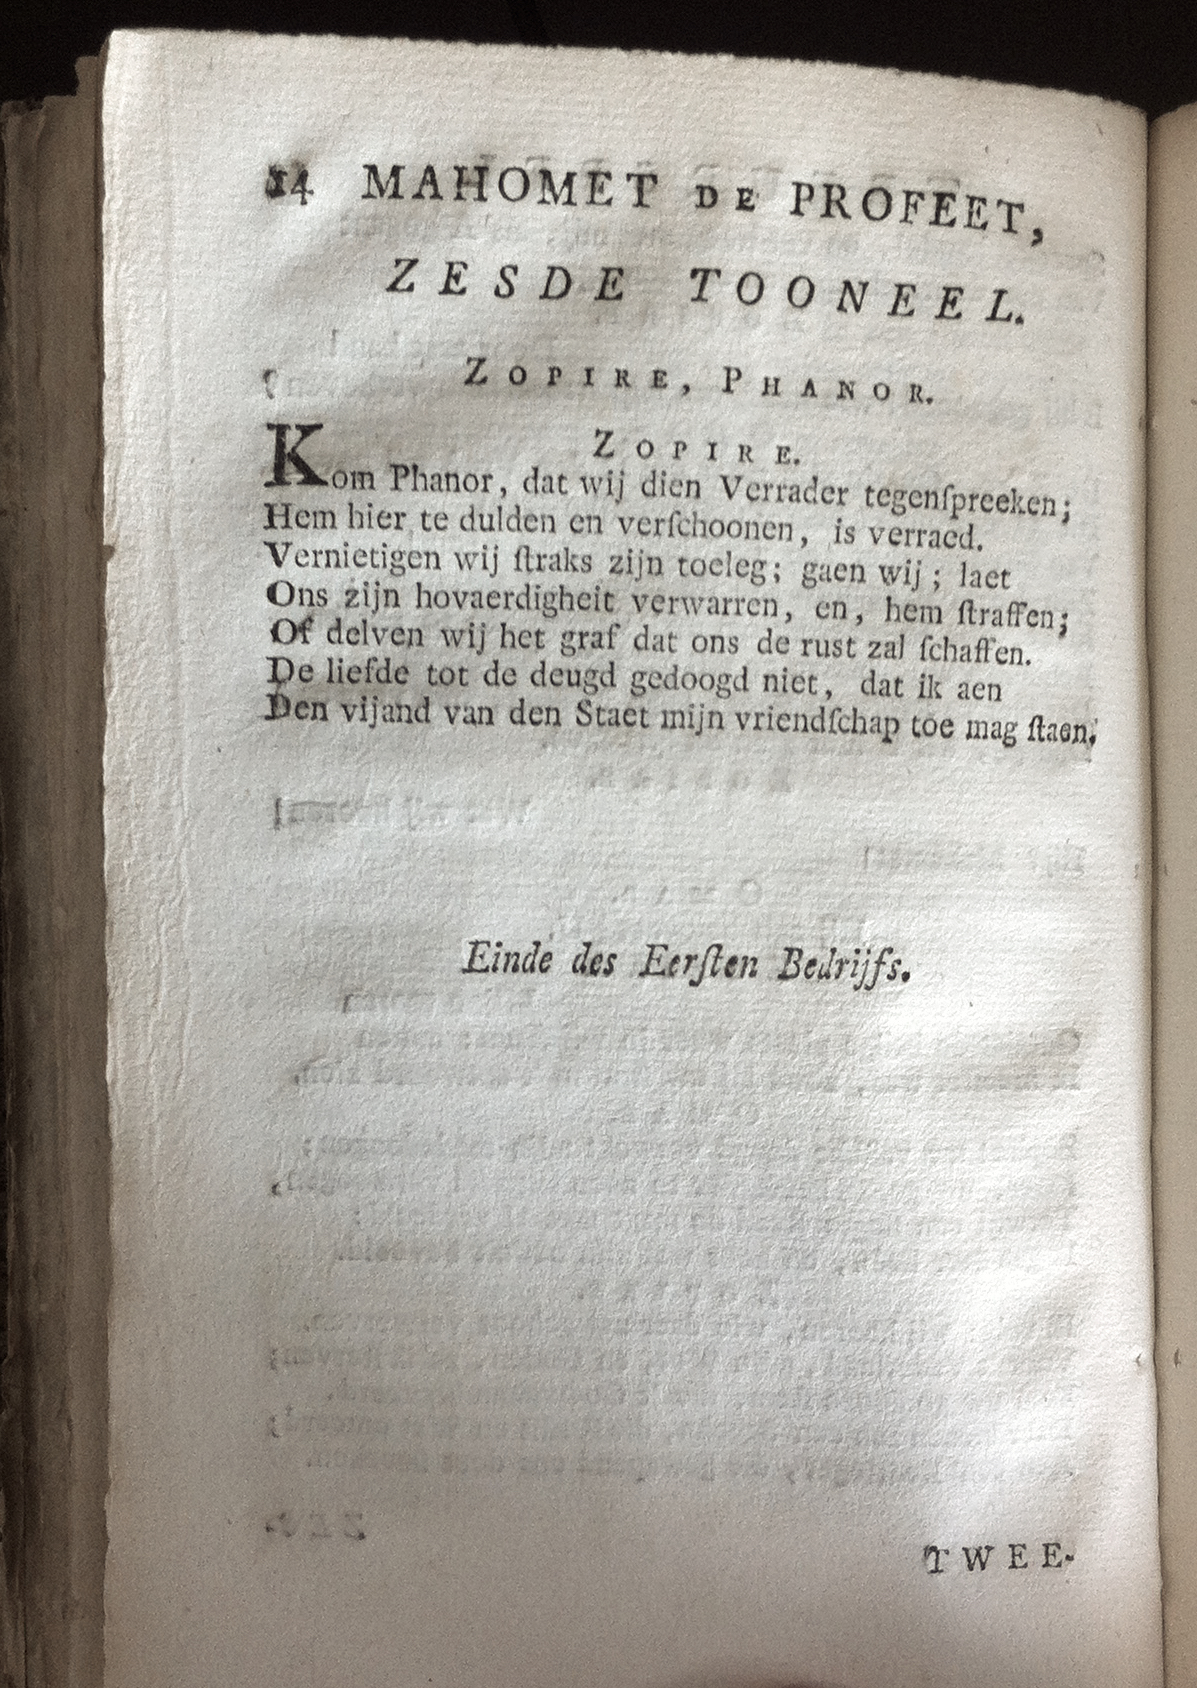 14 MAHOMET DE PROFEET,
ZESDE TOONEEL.
ZOPIRE, PHANOR.
ZOPIRE.
Kom Phanor, dat wij dien Verrader tegenſpreeken;
Hem hier te dulden en verſchoonen, is verraed.
Vernietigen wij ſtraks zijn toeleg; gaen wij; laet
Ons zijn hovaerdigheit verwarren, en, hem ſtraffen;
Of delven wij het graf dat ons de rust zal ſchaffen.
De liefde tot de deugd gedoogd niet, dat ik aen
Den vijand van den Staet mijn vriendſchap toe mag ſtaen.
Einde des Eerſten Bedrijfs.
TWEE-